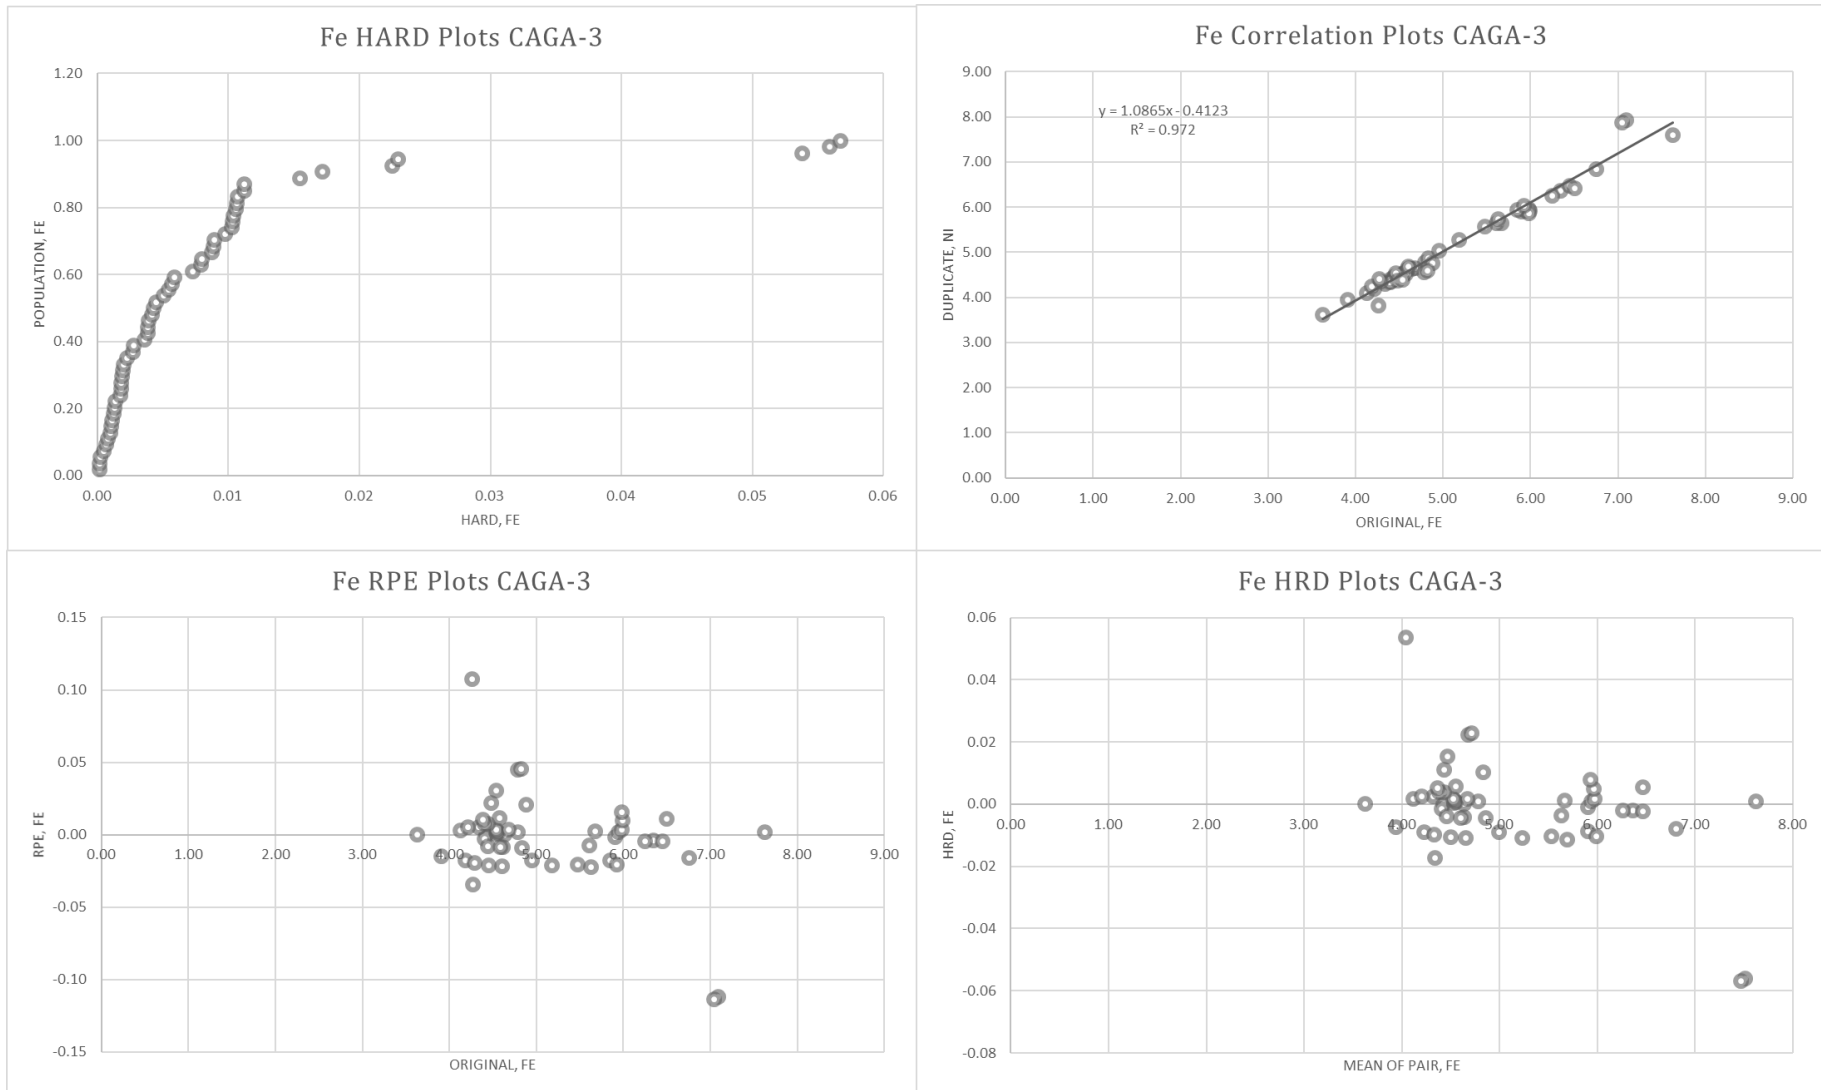 Fe HARD Plots CAGA-3
1.20
1.00
0.80
0.60
0.40
0.20
0.00
POPULATION, FE
0.00 0.01 0.02 0.03 0.04 0.05 0.06
HARD, FE
Fe Correlation Plots CAGA-3
y = 1.0865x - 0.4123
R² = 0.972
9.00
8.00
7.00
6.00
5.00
4.00
3.00
2.00
1.00
0.00
DUPLICATE, NI
0.00 1.00 2.00 3.00 4.00 5.00 6.00 7.00 8.00 9.00
ORIGINAL, FE
Fe RPE Plots CAGA-3
0.15
0.10
0.05
0.00
-0.05
-0.10
-0.15
RPE, FE
0.00 1.00 2.00 3.00 4.00 5.00 6.00 7.00 8.00 9.00
ORIGINAL, FE
Fe HRD Plots CAGA-3
0.06
0.04
0.02
0.00
-0.02
-0.04
-0.06
-0.08
HRD, FE
0.00 1.00 2.00 3.00 4.00 5.00 6.00 7.00 8.00
MEAN OF PAIR, FE